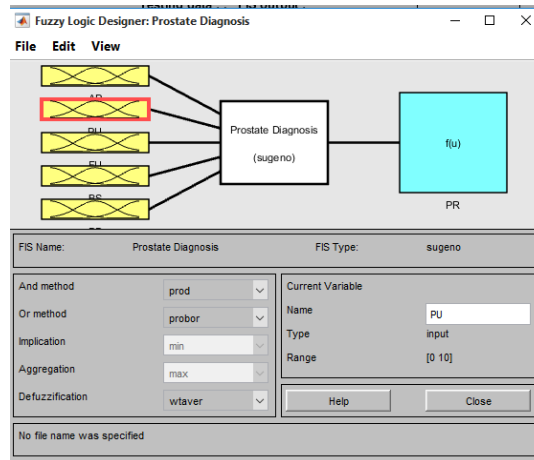 Fuzzy Logic Designer: Prostate Diagnosis
File Edit View
PU
FU
BS
Prostate Diagnosis
(sugeno)
f(u)
PR
FIS Name: Prostate Diagnosis FIS Type: sugeno
And method prod
Or method probor
Implication min
Aggregation max
Defuzzification wtaver
Current Variable
Name PU
Type input
Range [0 10]
Help Close
No file name was specified